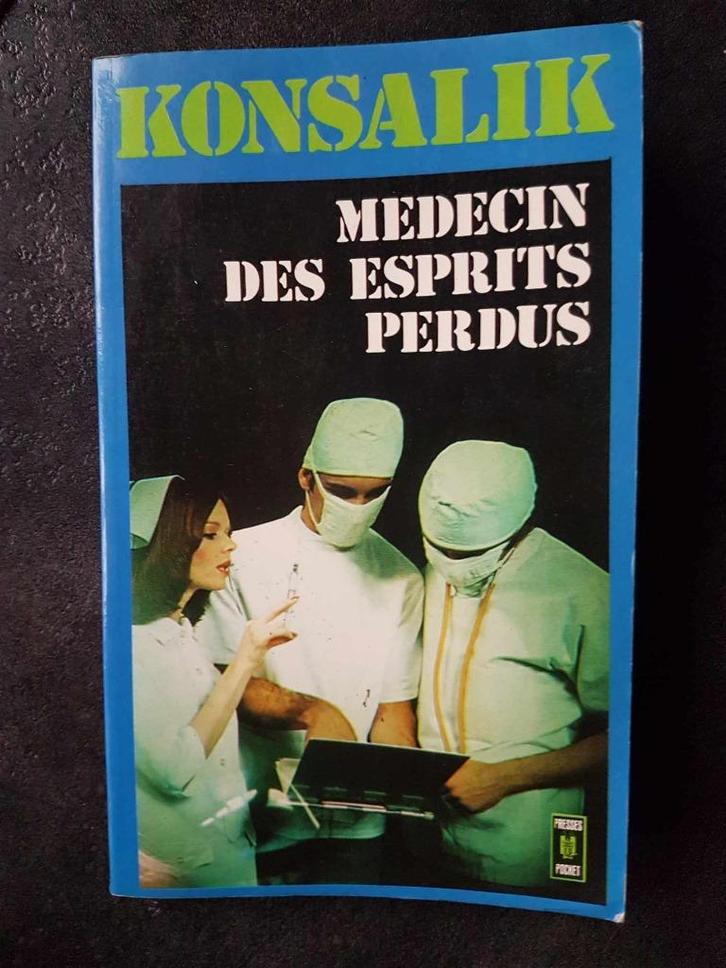 KONSALIK
MEDECIN
DES ESPRITS
PERDUS
PRESSES
POCKET